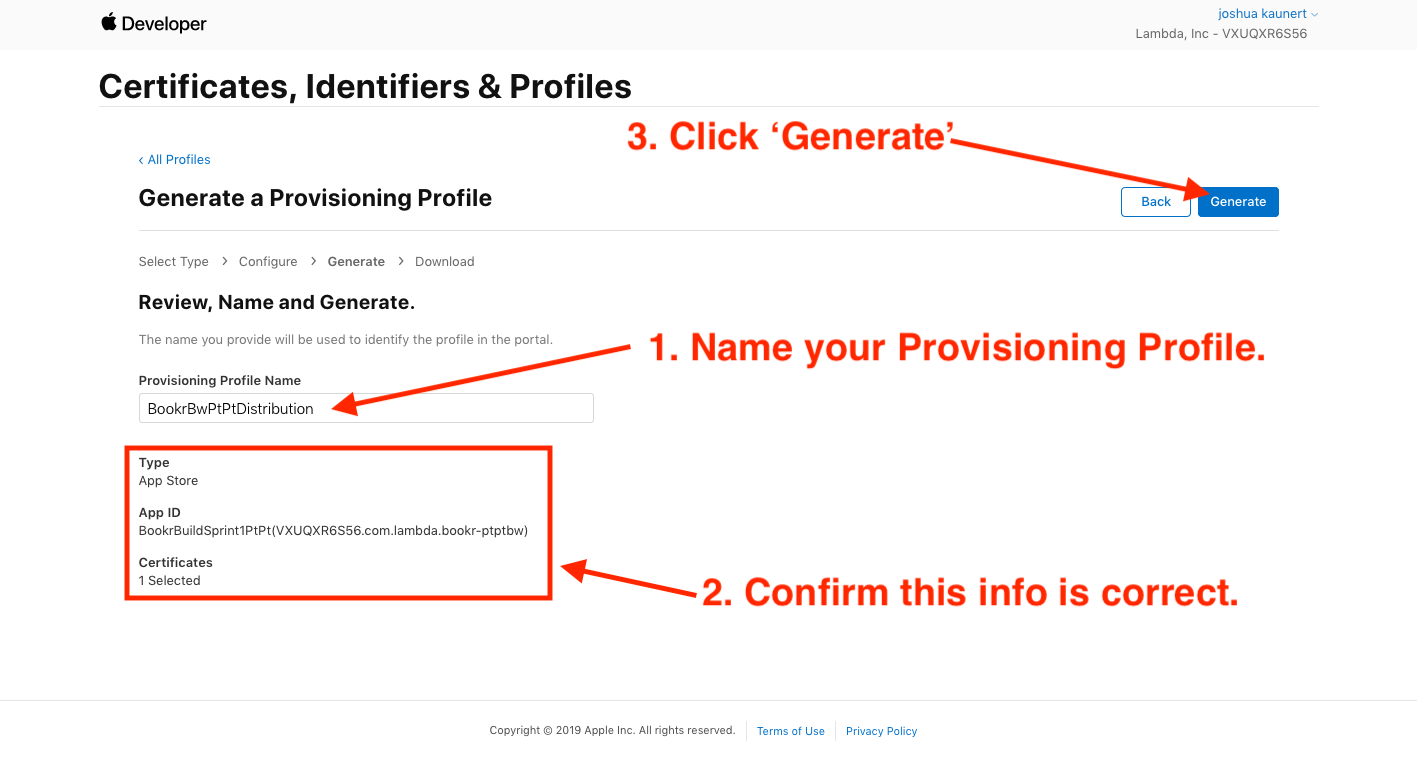 Developer
joshua kaunert
Lambda, Inc - VXUQXR6S56
Certificates, Identifiers & Profiles
3. Click ‘Generate’
‹ All Profiles
Generate a Provisioning Profile
Back
Generate
Select Type > Configure > Generate > Download
Review, Name and Generate.
The name you provide will be used to identify the profile in the portal.
1. Name your Provisioning Profile.
Provisioning Profile Name
BookrBwPtPtDistribution
Type
App Store
App ID
BookrBuildSprint1PtPt(VXUQXR6S56.com.lambda.bookr-ptptbw)
Certificates
1 Selected
2. Confirm this info is correct.
Copyright © 2019 Apple Inc. All rights reserved.
Terms of Use
Privacy Policy